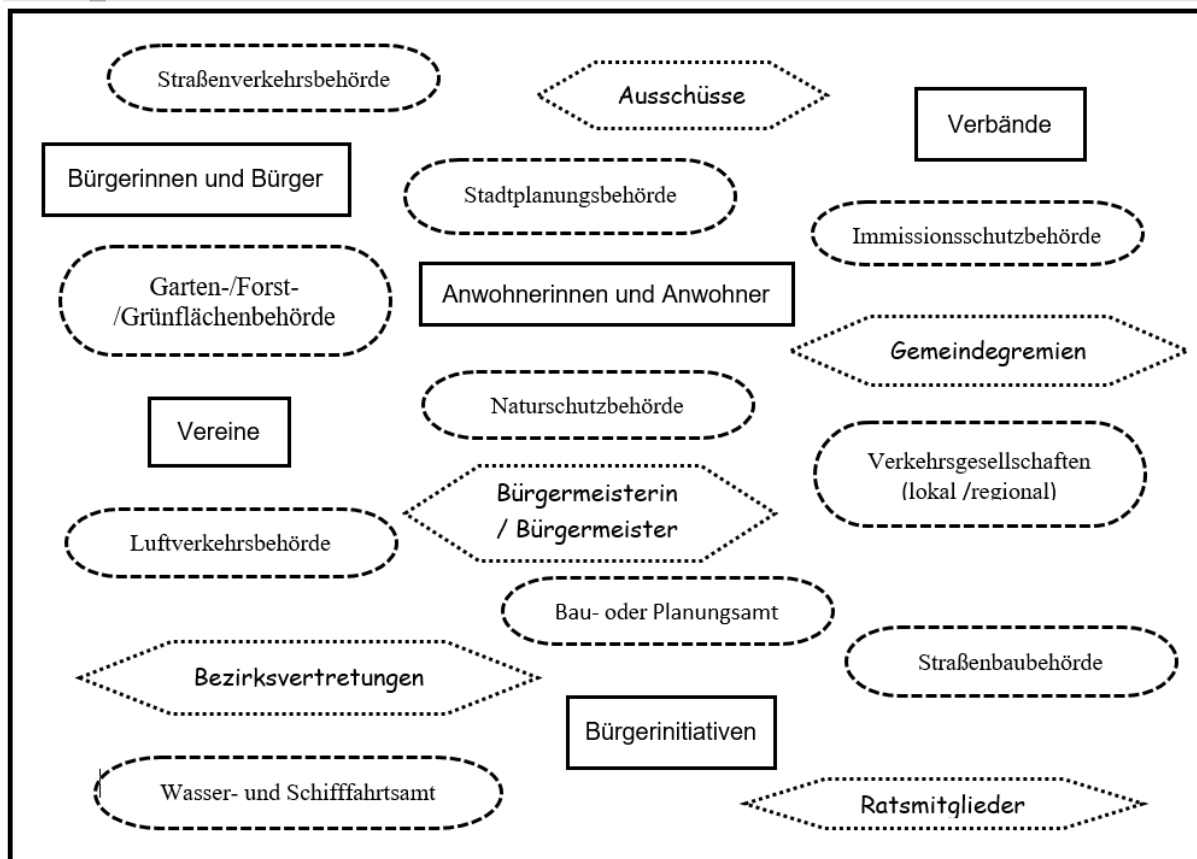 Straßenverkehrsbehörde
Ausschüsse
Verbände
Bürgerinnen und Bürger
Stadtplanungsbehörde
Immissionsschutzbehörde
Garten-/Forst-
/Grünflächenbehörde
Anwohnerinnen und Anwohner
Gemeindegremien
Naturschutzbehörde
Vereine
Verkehrsgesellschaften
(lokal /regional)
Bürgermeisterin
/ Bürgermeister
Luftverkehrsbehörde
Bau- oder Planungsamt
Straßenbaubehörde
Bezirksvertretungen
Bürgerinitiativen
Wasser- und Schifffahrtsamt
Ratsmitglieder